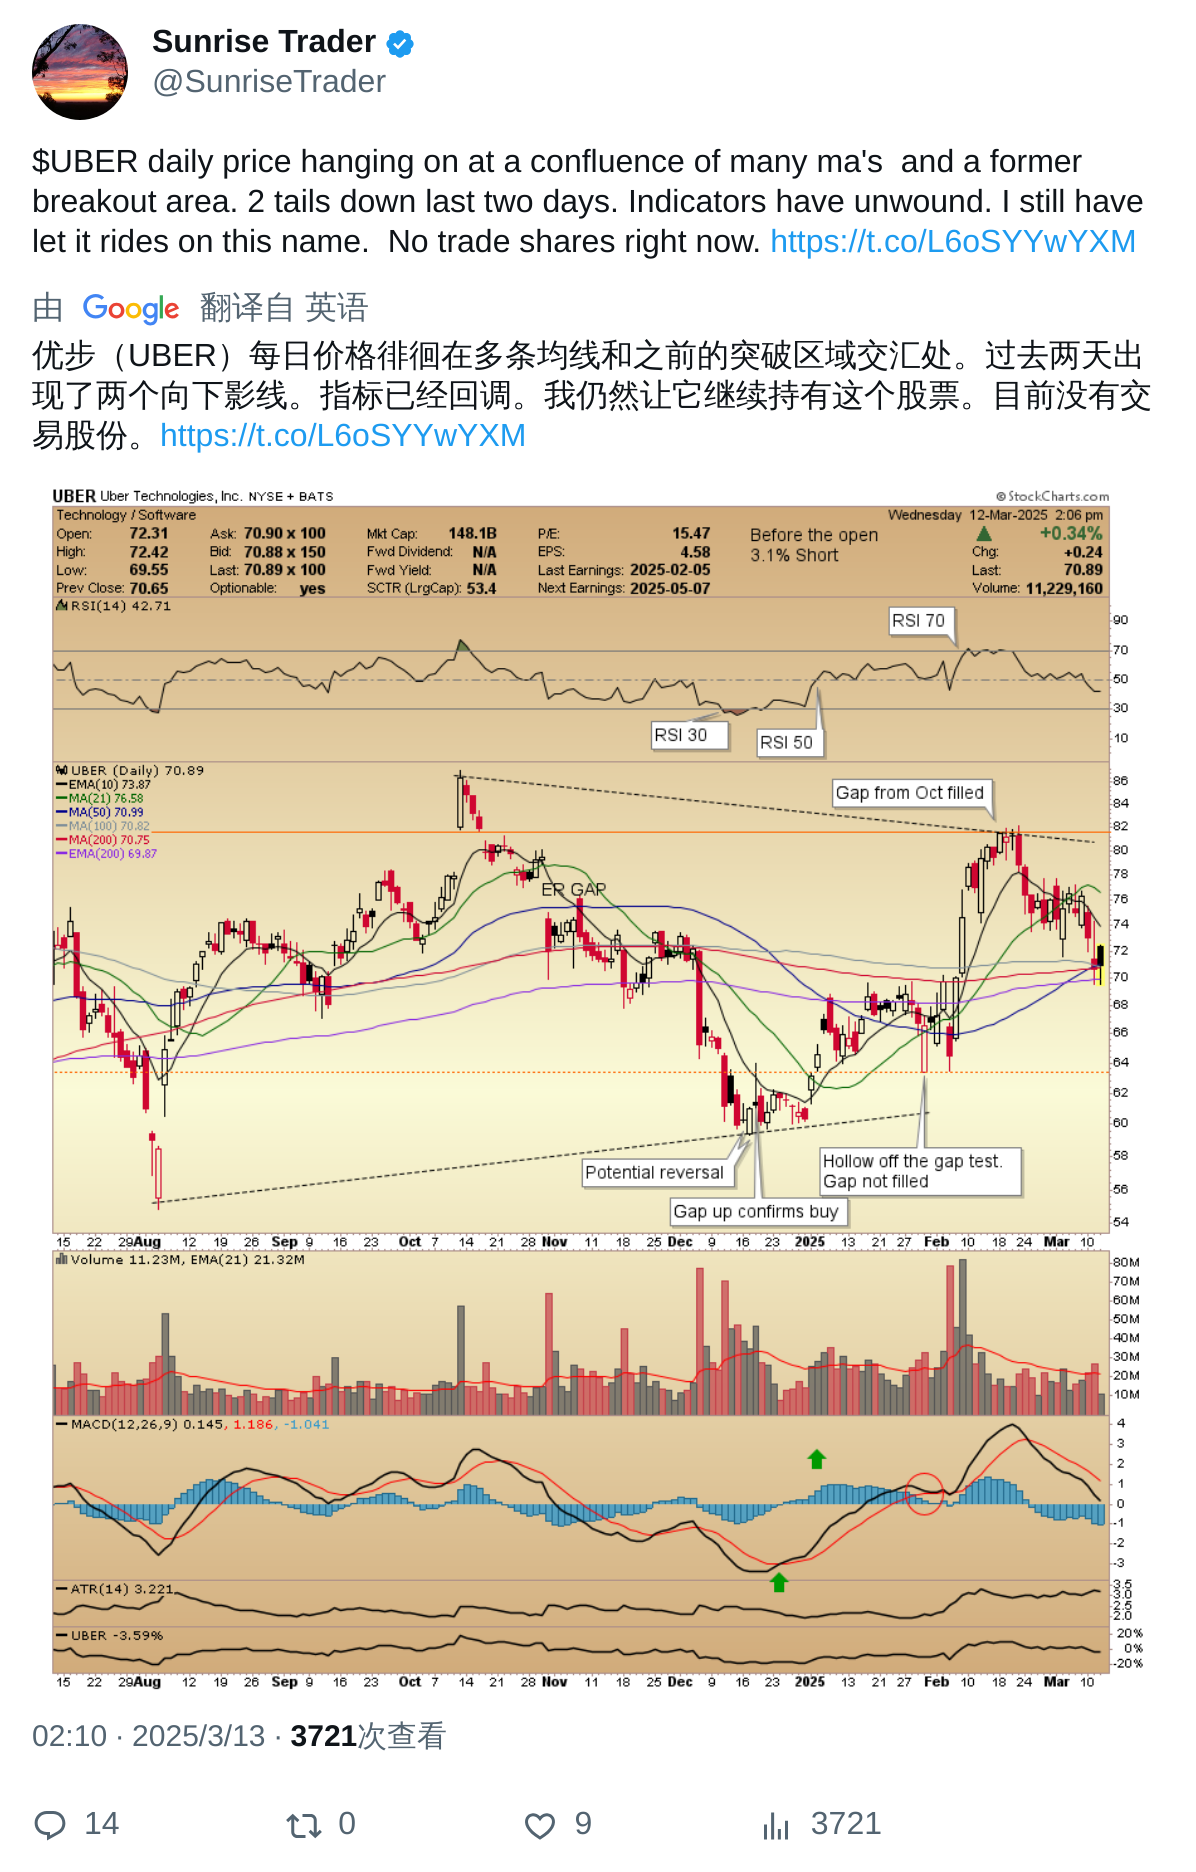 Sunrise Trader
@SunriseTrader
$UBER daily price hanging on at a confluence of many ma's  and a former
breakout area. 2 tails down last two days. Indicators have unwound. I still have
let it rides on this name.  No trade shares right now. https://t.co/L6oSYYwYXM
由 Google 翻译自 英语
优步（UBER）每日价格徘徊在多条均线和之前的突破区域交汇处。过去两天出
现了两个向下影线。指标已经回调。我仍然让它继续持有这个股票。目前没有交
易股份。https://t.co/L6oSYYwYXM
UBER Uber Technologies, Inc. NYSE + BATS © StockCharts.com
Technology / Software Wednesday 12-Mar-2025 2:06 pm
Open: 72.31 Ask: 70.90 x 100 Mkt Cap: 148.1B P/E: 15.47 Before the open +0.34%
High: 72.42 Bid: 70.88 x 150 Fwd Dividend: N/A EPS: 4.58 3.1% Short Chg: +0.24
Low: 69.55 Last: 70.89 x 100 Fwd Yield: N/A Last Earnings: 2025-02-05 Last: 70.89
Prev Close: 70.65 Optionable: yes SCTR (LrgCap): 53.4 Next Earnings: 2025-05-07 Volume: 11,229,160
RSI(14) 42.71
90
RSI 70
70
50
30
RSI 30
RSI 50
10
UBER (Daily) 70.89
EMA(10) 73.87
MA(21) 76.58
MA(50) 70.99
MA(100) 70.82
MA(200) 70.75
EMA(200) 69.87
Gap from Oct filled
ER GAP
86
84
82
80
78
76
74
72
70
68
66
64
62
60
58
56
54
Potential reversal
Gap up confirms buy
Hollow off the gap test.
Gap not filled
15 22 29 Aug 12 19 26 Sep 9 16 23 Oct 7 14 21 28 Nov 11 18 25 Dec 9 16 23 2025 13 21 27 Feb 10 18 24 Mar 10
Volume 11.23M, EMA(21) 21.32M
80M
70M
60M
50M
40M
30M
20M
10M
MACD(12,26,9) 0.145, 1.186, -1.041
4
3
2
1
0
-1
-2
-3
ATR(14) 3.221
3.5
3.0
2.5
2.0
UBER -3.59%
20%
0%
-20%
15 22 29 Aug 12 19 26 Sep 9 16 23 Oct 7 14 21 28 Nov 11 18 25 Dec 9 16 23 2025 13 21 27 Feb 10 18 24 Mar 10
02:10 · 2025/3/13 · 3721次查看
14 0 9 3721